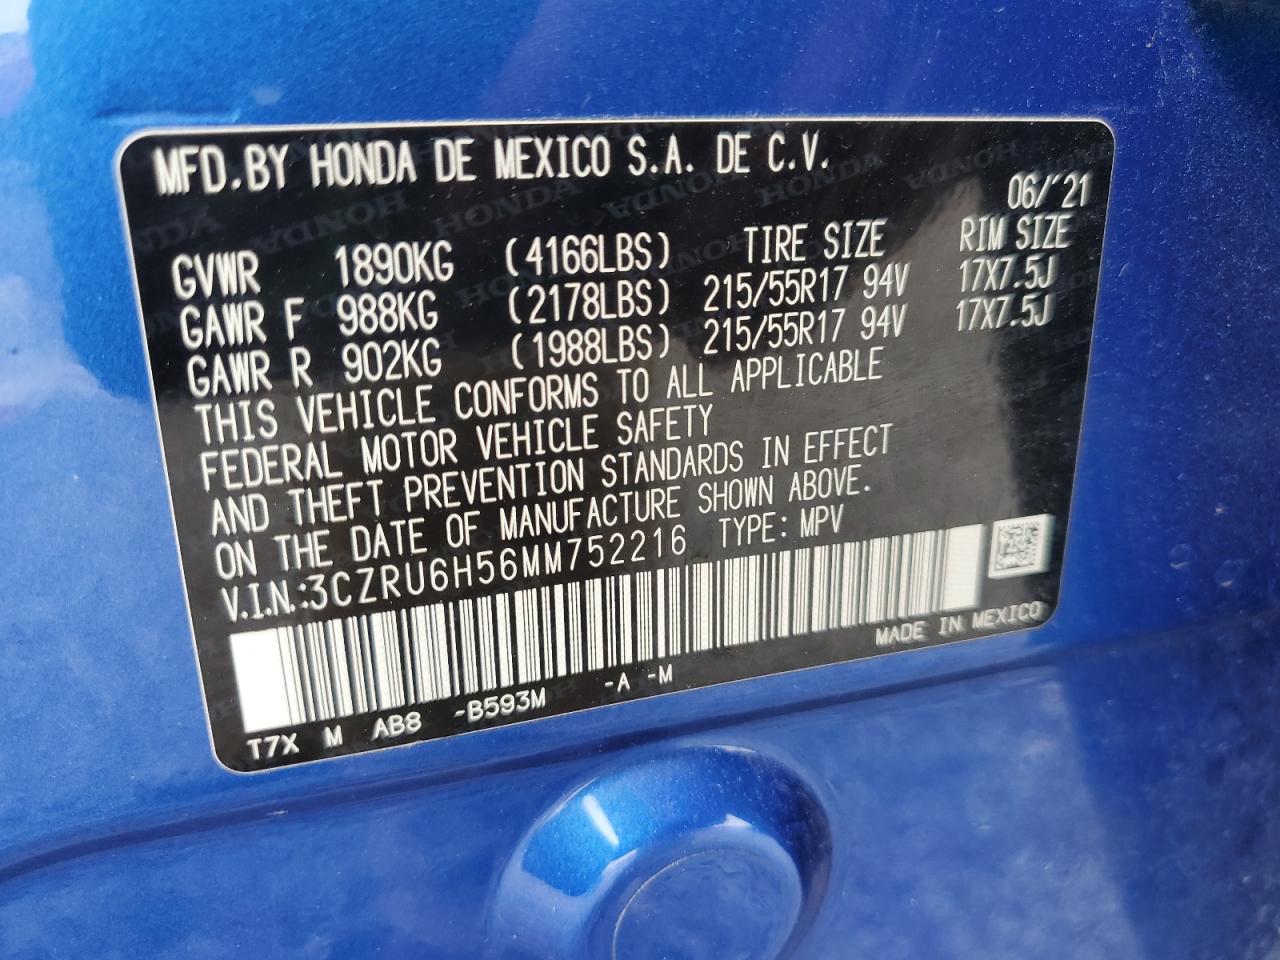 MFD.BY HONDA DE MEXICO S.A. DE C.V.
06/'21
GVWR 1890KG (4166LBS) TIRE SIZE RIM SIZE
GAWR F 988KG (2178LBS) 215/55R17 94V 17X7.5J
GAWR R 902KG (1988LBS) 215/55R17 94V 17X7.5J
THIS VEHICLE CONFORMS TO ALL APPLICABLE
FEDERAL MOTOR VEHICLE SAFETY
AND THEFT PREVENTION STANDARDS IN EFFECT
ON THE DATE OF MANUFACTURE SHOWN ABOVE.
V.I.N.:3CZRU6H56MM752216 TYPE: MPV
MADE IN MEXICO
T7X M AB8 -B593M -A -M